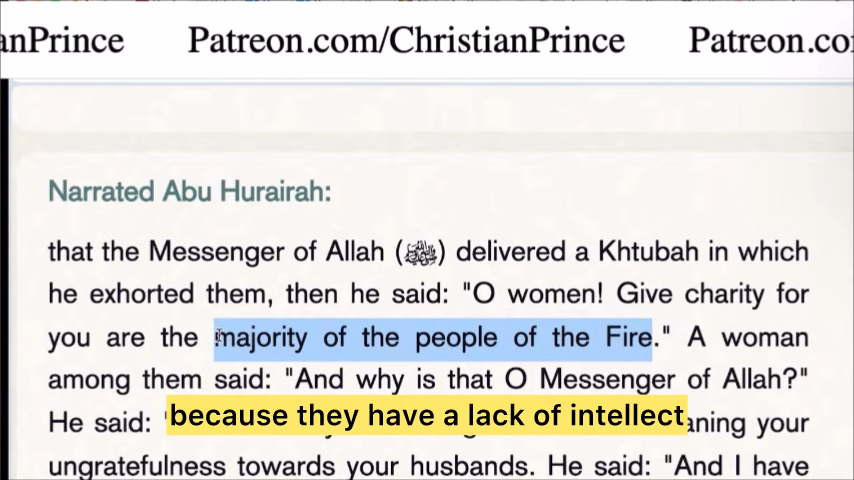 anPrince Patreon.com/ChristianPrince Patreon.co
Narrated Abu Hurairah:
that the Messenger of Allah (ﷺ) delivered a Khtubah in which
he exhorted them, then he said: "O women! Give charity for
you are the majority of the people of the Fire." A woman
among them said: "And why is that O Messenger of Allah?"
He said: "
because they have a lack of intellect
aning your
ungratefulness towards your husbands. He said: "And I have